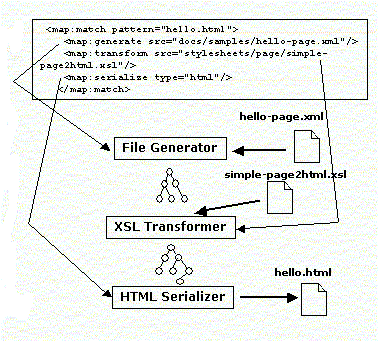 <map:match pattern="hello.html">
<map:generate src="docs/samples/hello-page.xml"/>
<map:transform src="stylesheets/page/simple-
page2html.xsl"/>
<map:serialize type="html"/>
</map:match>
hello-page.xml
File Generator
simple-page2html.xsl
XSL Transformer
hello.html
HTML Serializer